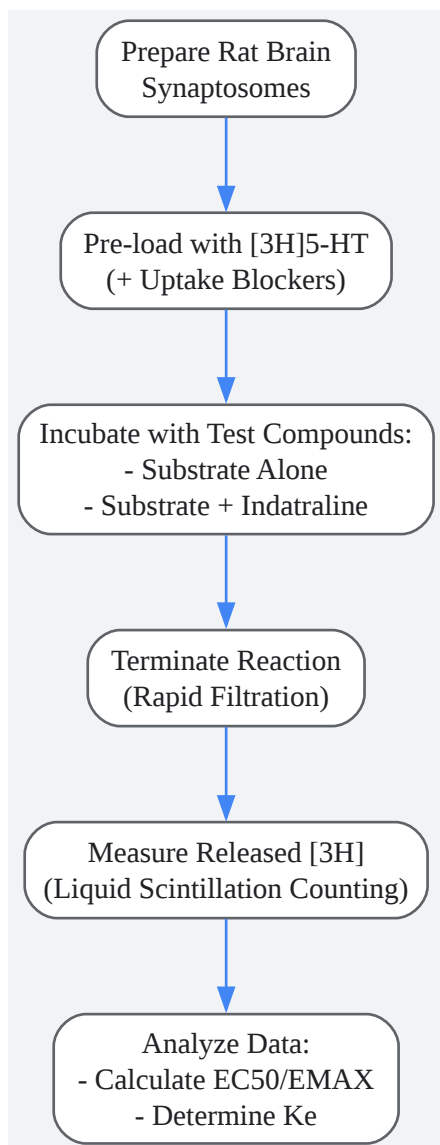 Prepare Rat Brain
Synaptosomes
Pre-load with [3H]5-HT
(+ Uptake Blockers)
Incubate with Test Compounds:
- Substrate Alone
- Substrate + Indatraline
Terminate Reaction
(Rapid Filtration)
Measure Released [3H]
(Liquid Scintillation Counting)
Analyze Data:
- Calculate EC50/EMAX
- Determine Ke